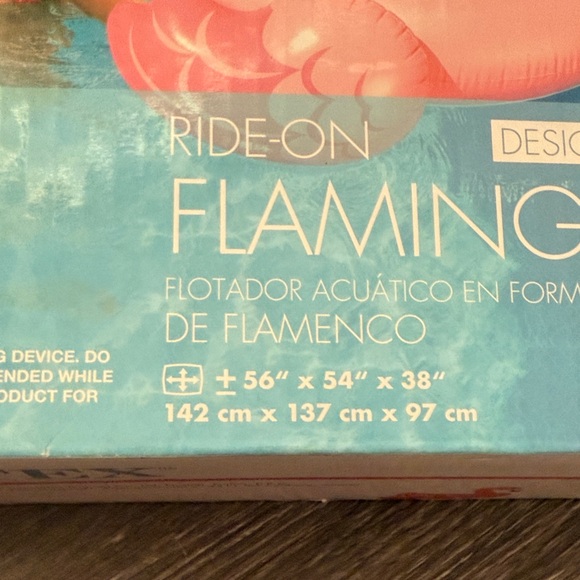 RIDE-ON
DESIG
FLAMING
FLOTADOR ACUÁTICO EN FORM
DE FLAMENCO
G DEVICE. DO
ENDED WHILE
ODUCT FOR
± 56“ x 54“ x 38“
142 cm x 137 cm x 97 cm